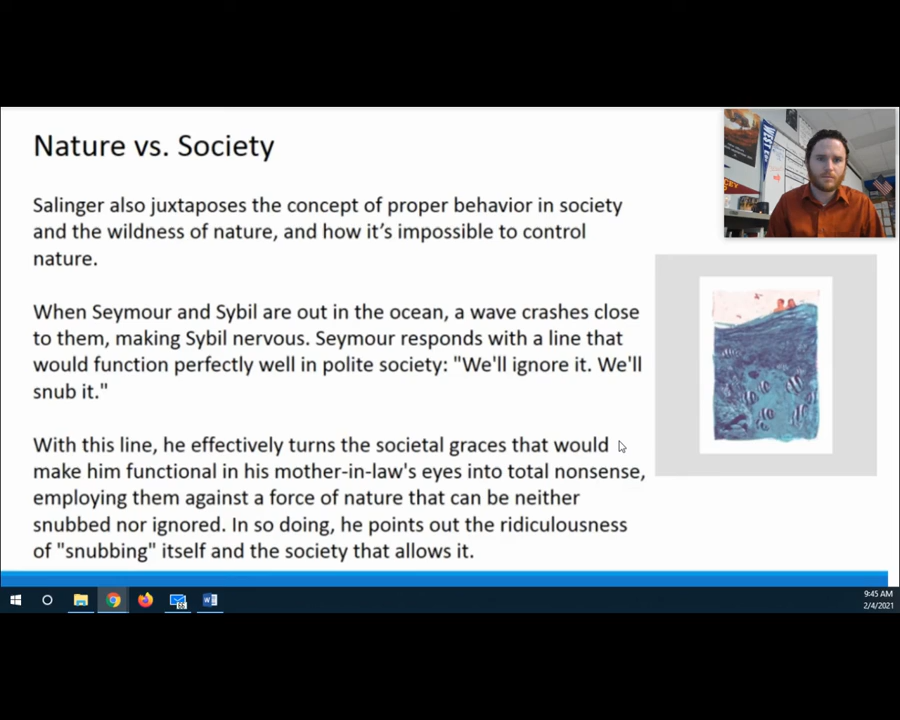 Nature vs. Society
Salinger also juxtaposes the concept of proper behavior in society
and the wildness of nature, and how it's impossible to control
nature.
When Seymour and Sybil are out in the ocean, a wave crashes close
to them, making Sybil nervous. Seymour responds with a line that
would function perfectly well in polite society: "We'll ignore it. We'll
snub it."
With this line, he effectively turns the societal graces that would
make him functional in his mother-in-law's eyes into total nonsense,
employing them against a force of nature that can be neither
snubbed nor ignored. In so doing, he points out the ridiculousness
of "snubbing" itself and the society that allows it.
9:45 AM
2/4/2021